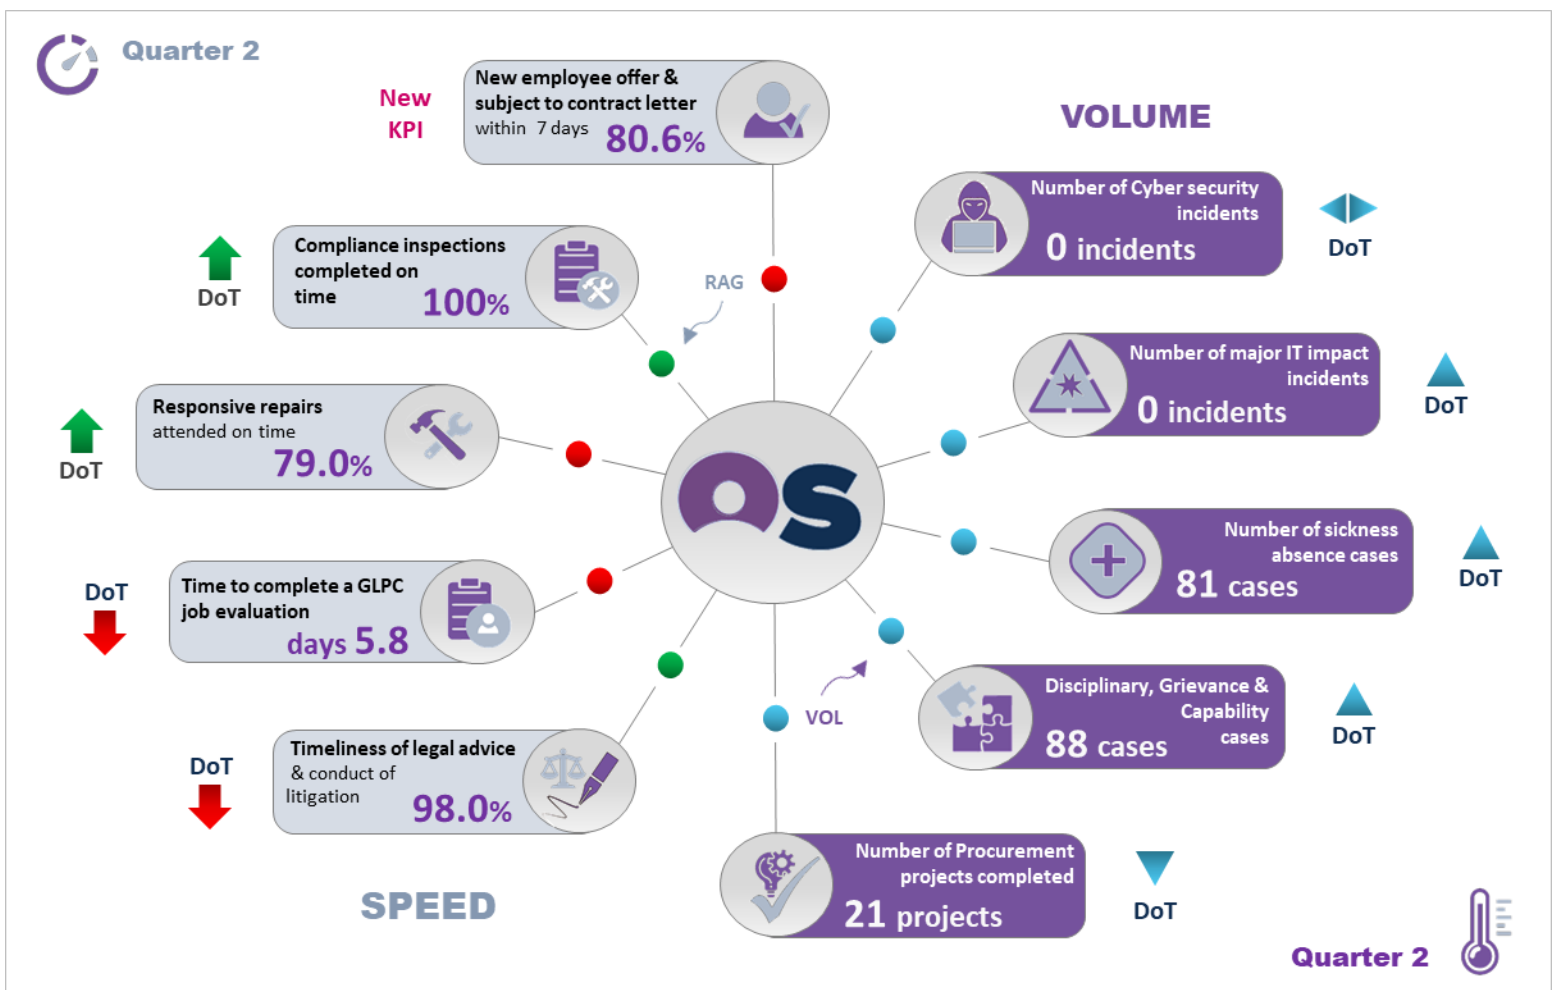 Quarter 2
New
KPI
New employee offer &
subject to contract letter
within 7 days 80.6%
DoT
Compliance inspections
completed on
time
100%
RAG
DoT
Responsive repairs
attended on time
79.0%
DoT
Time to complete a GLPC
job evaluation
days 5.8
DoT
Timeliness of legal advice
& conduct of
litigation
98.0%
SPEED
OS
VOLUME
Number of Cyber security
incidents
0 incidents
DoT
Number of major IT impact
incidents
0 incidents
DoT
Number of sickness
absence cases
81 cases
DoT
Disciplinary, Grievance &
Capability
cases
88 cases
DoT
VOL
Number of Procurement
projects completed
21 projects
DoT
Quarter 2